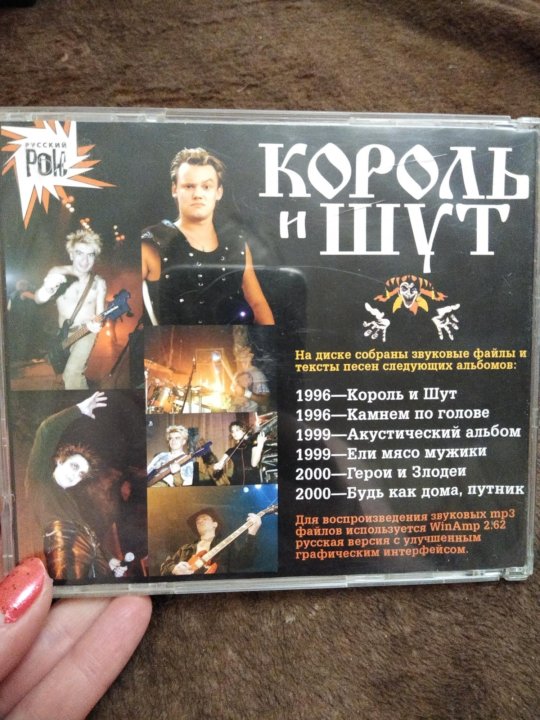 РУССКИЙ
РОК
КОРОЛЬ
и ШУТ
На диске собраны звуковые файлы и
тексты песен следующих альбомов:
1996—Король и Шут
1996—Камнем по голове
1999—Акустический альбом
1999—Ели мясо мужики
2000—Герои и Злодеи
2000—Будь как дома, путник
Для воспроизведения звуковых mp3
файлов используется WinAmp 2.62
русская версия с улучшенным
графическим интерфейсом.